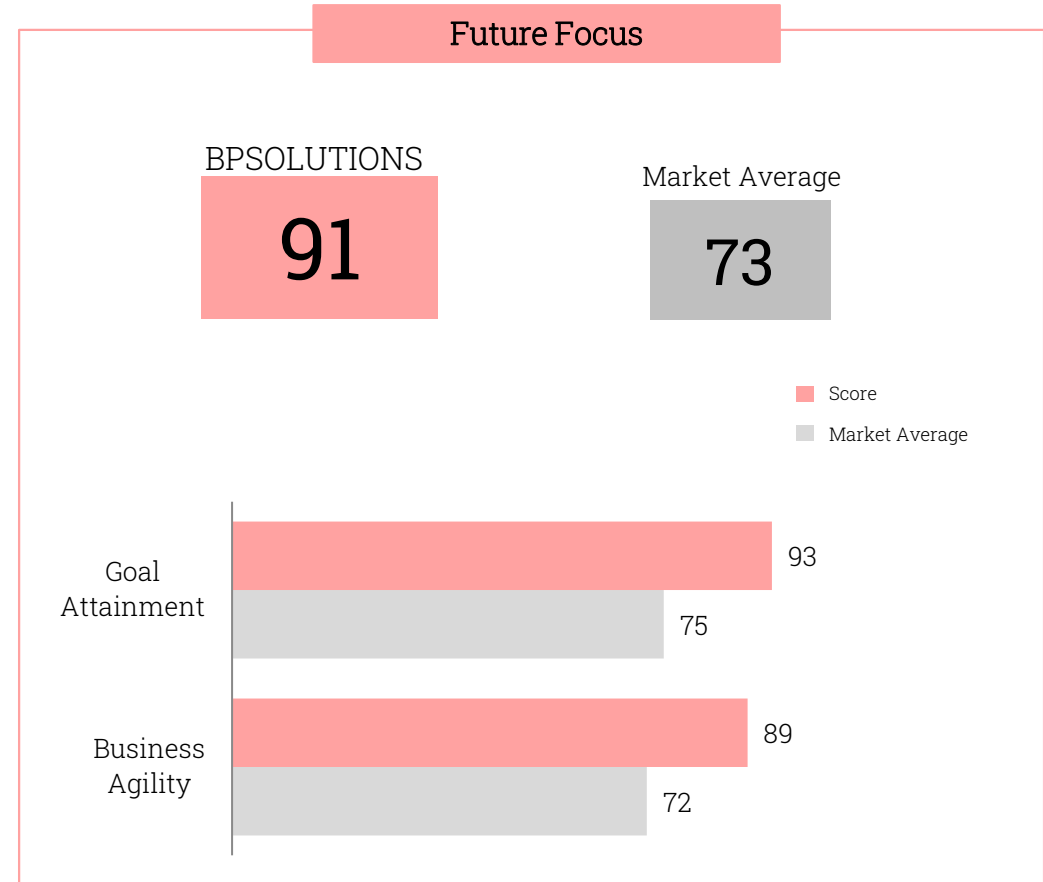 Future Focus
BPSOLUTIONS
91
Market Average
73
Score
Market Average
Goal
Attainment
93
75
Business
Agility
89
72